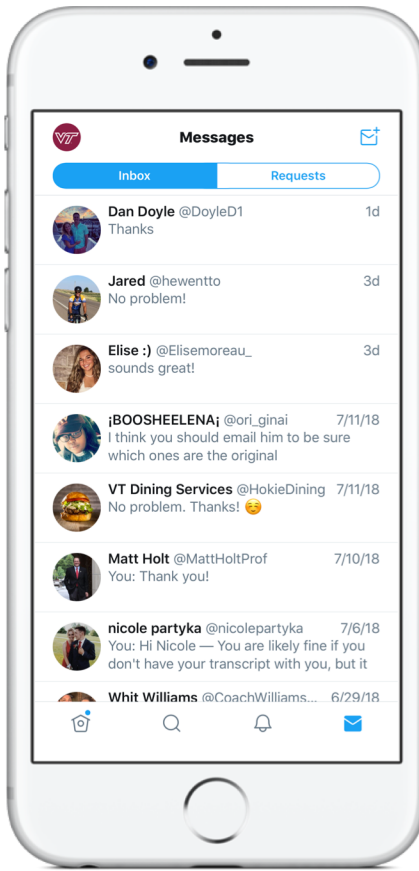 VT
Messages
Inbox Requests
Dan Doyle @DoyleD1 1d
Thanks
Jared @hewentto 3d
No problem!
Elise :) @Elisemoreau_ 3d
sounds great!
¡BOOSHEELENA¡ @ori_ginai 7/11/18
I think you should email him to be sure
which ones are the original
VT Dining Services @HokieDining 7/11/18
No problem. Thanks! ☺️
Matt Holt @MattHoltProf 7/10/18
You: Thank you!
nicole partyka @nicolepartyka 7/6/18
You: Hi Nicole — You are likely fine if you
don't have your transcript with you, but it
Whit Williams @CoachWilliams... 6/29/18